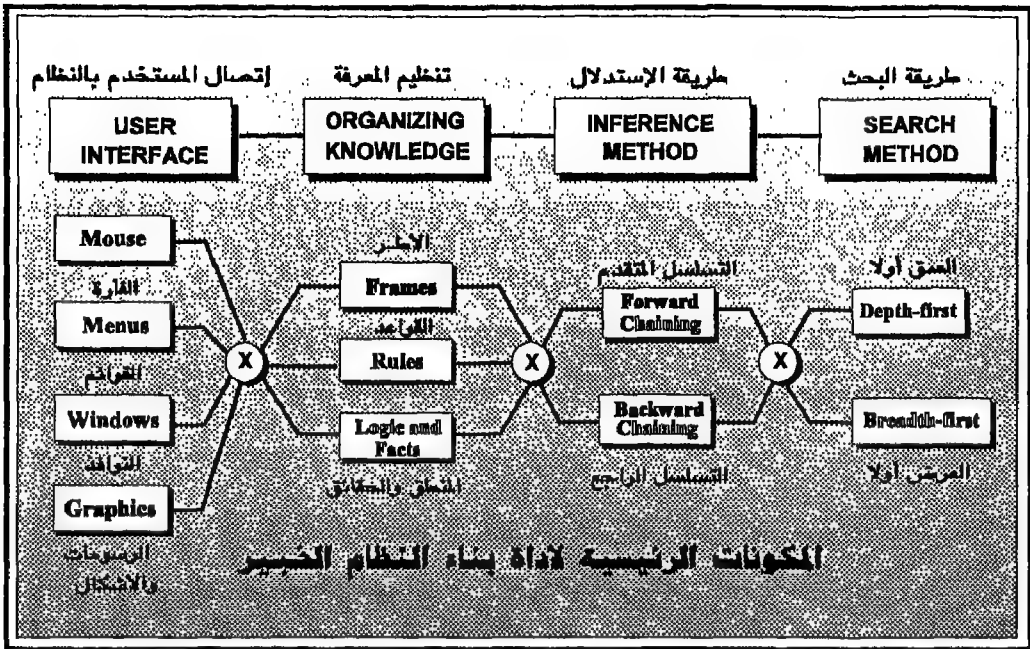 إتصال المستخدم بالنظام
تنظيم المعرفة
طريقة الإستدلال
طريقة البحث
USER
INTERFACE
ORGANIZING
KNOWLEDGE
INFERENCE
METHOD
SEARCH
METHOD
Mouse
الفارة
Menus
القوائم
Windows
النوافذ
Graphics
الرسومات
والأشكال
X
الأطر
Frames
القواعد
Rules
Logic and
Facts
المنطق والحقائق
X
التسلسل المتقدم
Forward
Chaining
Backward
Chaining
التسلسل الراجع
X
العمق أولا
Depth-first
Breadth-first
العرض أولا
المكونات الرئيسية لاداة بناء النظام الخبير